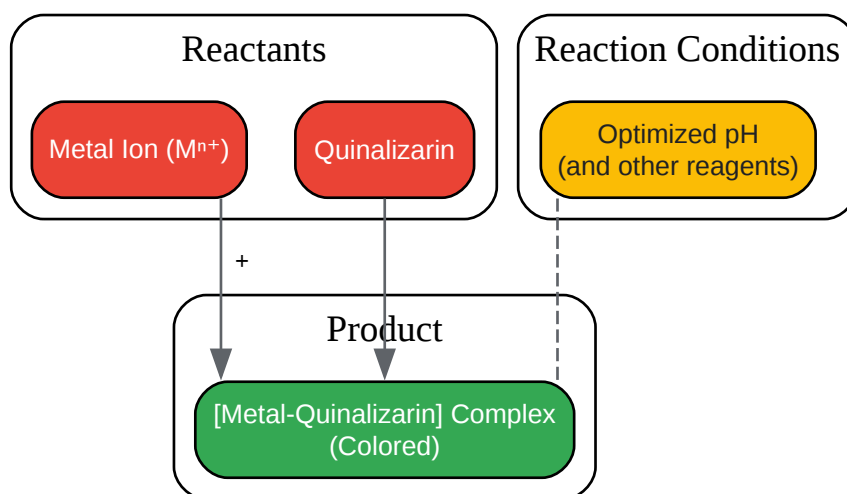 Reactants
Reaction Conditions
Metal Ion (Mⁿ⁺)
Quinalizarin
Optimized pH
(and other reagents)
+
Product
[Metal-Quinalizarin] Complex
(Colored)